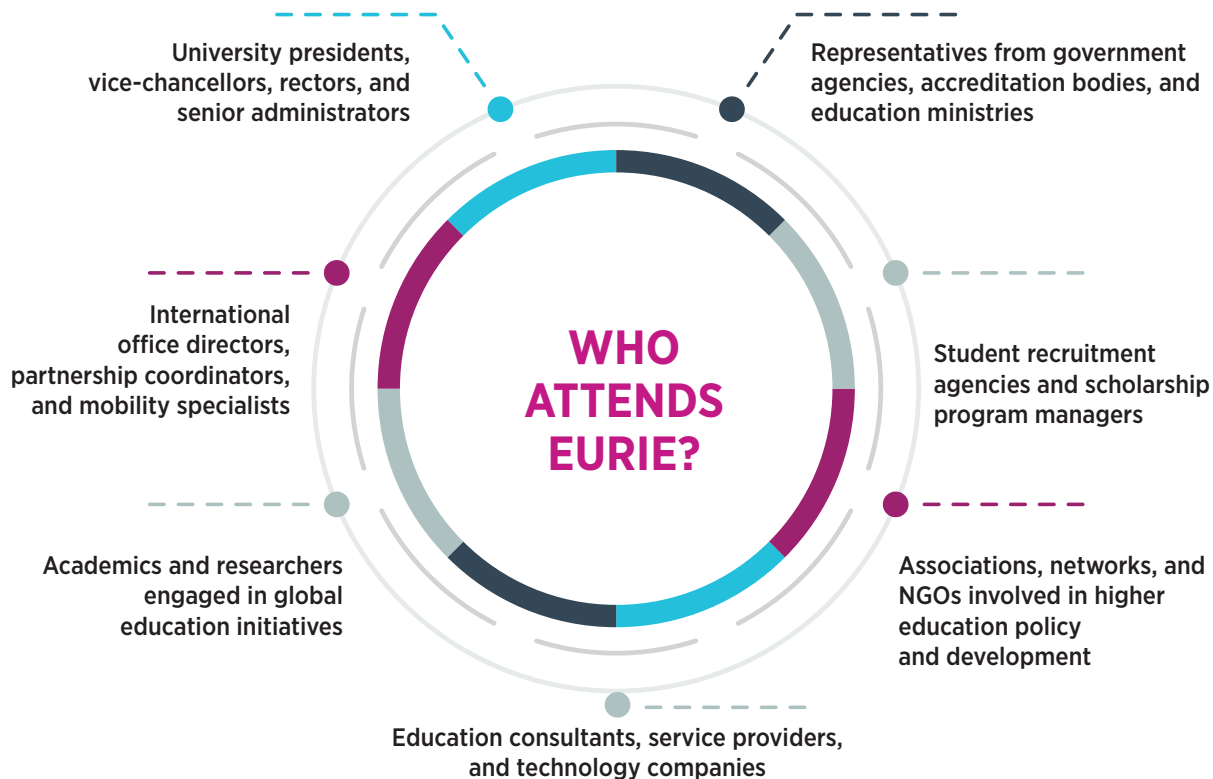 WHO
ATTENDS
EURIE?
University presidents,
vice-chancellors, rectors, and
senior administrators
Representatives from government
agencies, accreditation bodies, and
education ministries
International
office directors,
partnership coordinators,
and mobility specialists
Student recruitment
agencies and scholarship
program managers
Academics and researchers
engaged in global
education initiatives
Associations, networks, and
NGOs involved in higher
education policy
and development
Education consultants, service providers,
and technology companies